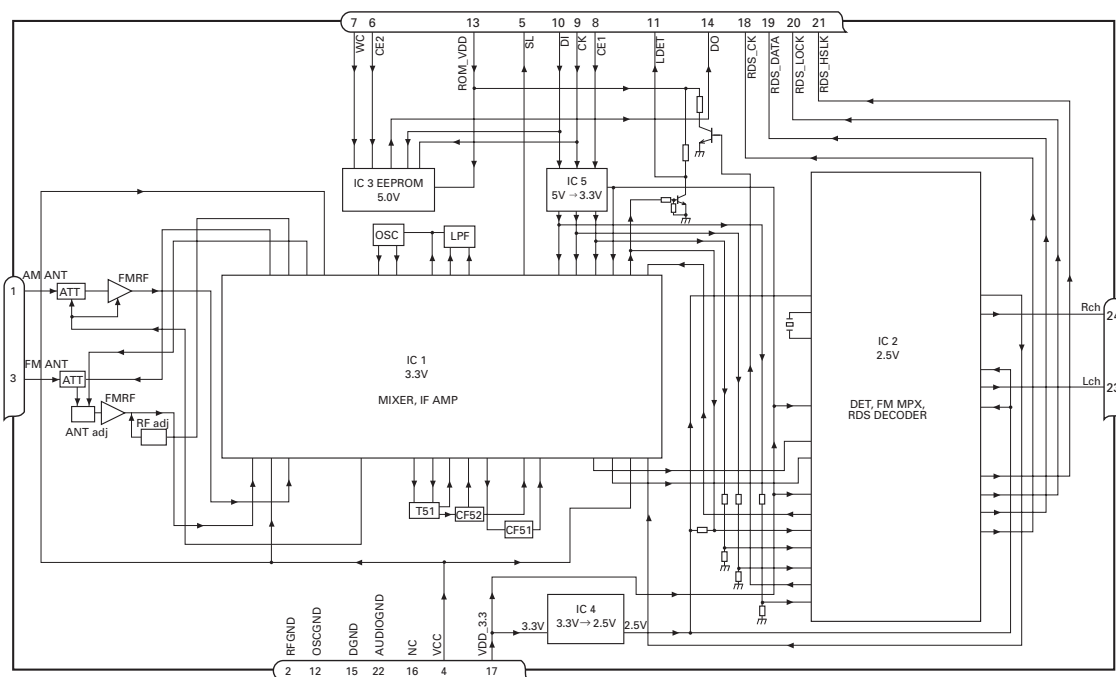 7 6 13 5 10 9 8 11 14 18 19 20 21
WC
CE2
ROM_VDD
SL
DI
CK
CE1
LDET
DO
RDS_CK
RDS_DATA
RDS_LOCK
RDS_HSLK
IC 3 EEPROM
5.0V
IC 5
5V→3.3V
OSC
LPF
AM ANT
FMRF
1
ATT
FM ANT
3
ATT
FMRF
ANT adj
RF adj
IC 1
3.3V
MIXER, IF AMP
IC 2
2.5V
DET, FM MPX,
RDS DECODER
Rch
24
Lch
23
T51
CF52
CF51
IC 4
3.3V→2.5V
3.3V
2.5V
RFGND
OSCGND
DGND
AUDIOGND
NC
VCC
VDD_3.3
2 12 15 22 16 4 17